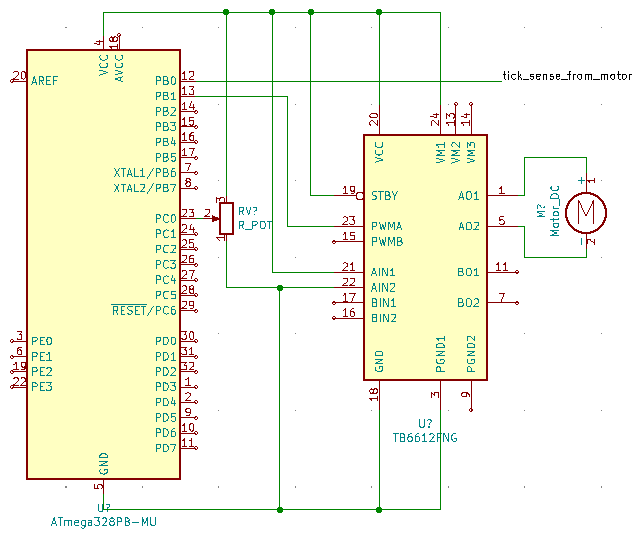 4
VCC
18
AVCC
20
AREF
PB0
12
tick_sense_from_motor
PB1
13
PB2
14
PB3
15
PB4
16
PB5
17
XTAL1/PB6
7
XTAL2/PB7
8
PC0
23
PC1
24
PC2
25
PC3
26
PC4
27
PC5
28
RESET/PC6
29
3
PE0
PD0
30
6
PE1
PD1
31
19
PE2
PD2
32
22
PE3
PD3
1
PD4
2
PD5
9
PD6
10
PD7
11
GND
5
U?
ATmega328PB-MU
3
2
1
RV?
R_POT
20
VCC
24
VM1
13
VM2
14
VM3
19
STBY
AO1
1
23
PWMA
AO2
5
15
PWMB
21
AIN1
BO1
11
22
AIN2
17
BIN1
BO2
7
16
BIN2
GND
18
PGND1
3
PGND2
9
U?
TB6612FNG
M?
Motor_DC
+
1
M
-
2